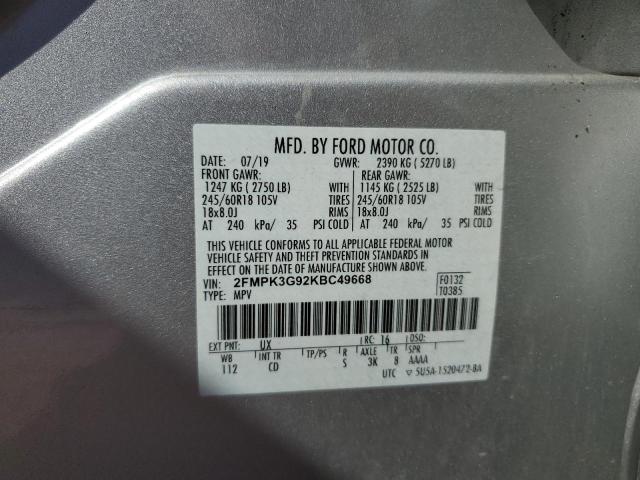 MFD. BY FORD MOTOR CO.
DATE: 07/19 GVWR: 2390 KG ( 5270 LB)
FRONT GAWR: REAR GAWR:
1247 KG ( 2750 LB) WITH 1145 KG ( 2525 LB) WITH
245/60R18 105V TIRES 245/60R18 105V TIRES
18x8.0J RIMS 18x8.0J RIMS
AT 240 kPa/ 35 PSI COLD AT 240 kPa/ 35 PSI COLD
THIS VEHICLE CONFORMS TO ALL APPLICABLE FEDERAL MOTOR
VEHICLE SAFETY AND THEFT PREVENTION STANDARDS IN
EFFECT ON THE DATE OF MANUFACTURE SHOWN ABOVE.
VIN: 2FMPK3G92KBC49668 F0132
TYPE: MPV T0385
EXT PNT: UX RC: 16 DSO:
WB INT TR TP/PS R AXLE TR SPR
112 CD S 3K 8 AAAA
UTC ▽ 5U5A-1520472-BA